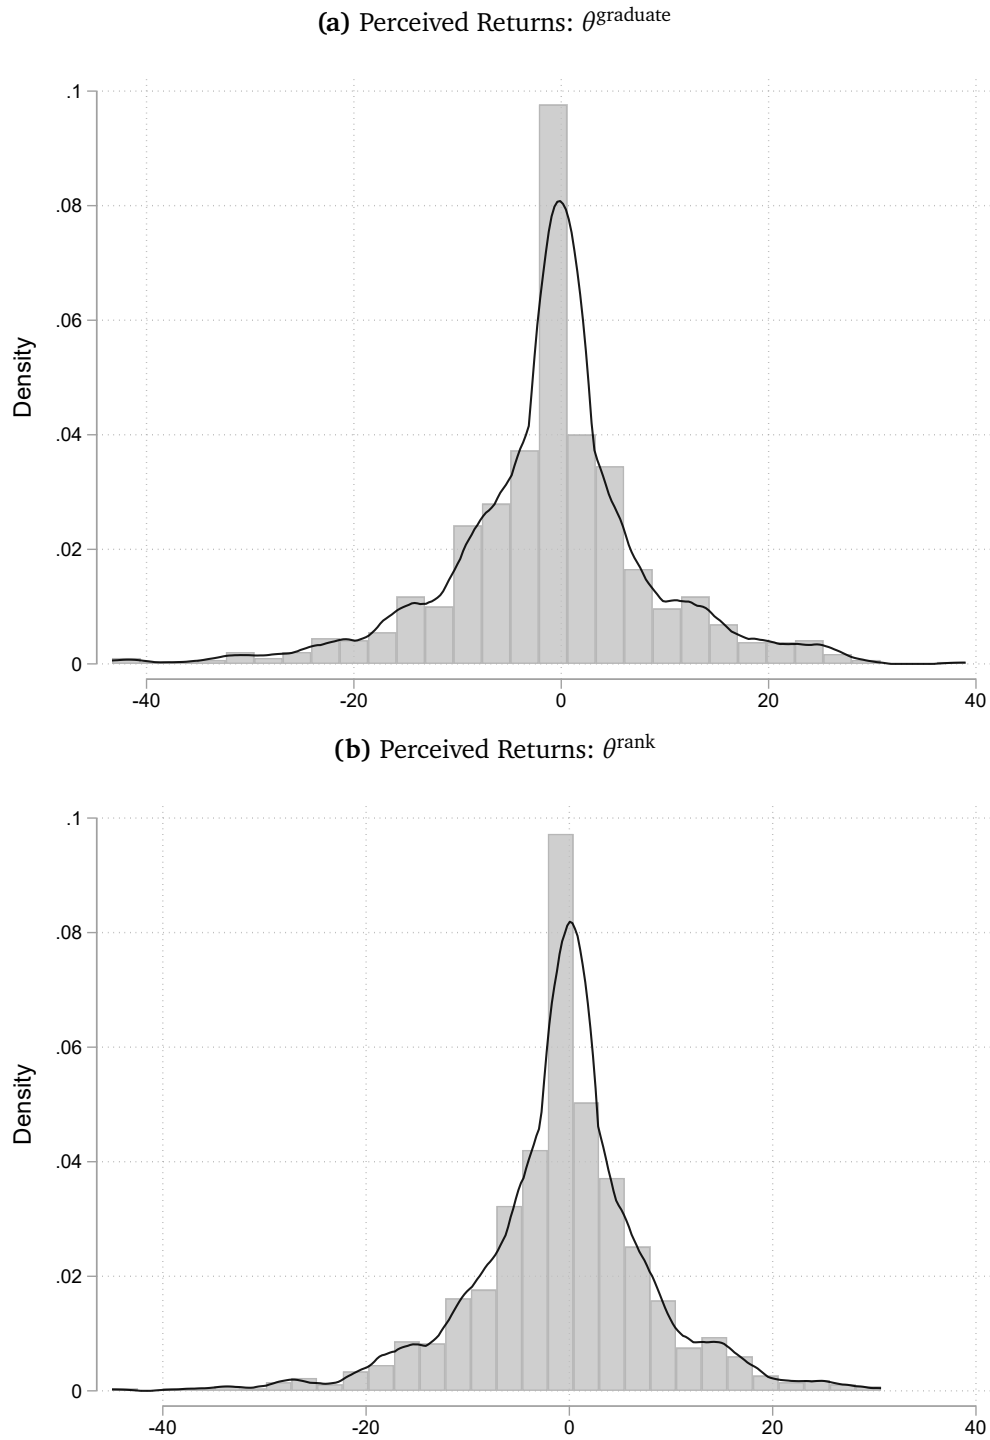 (a) Perceived Returns: θ^graduate
.1
.08
.06
.04
.02
0
Density
-40 -20 0 20 40
(b) Perceived Returns: θ^rank
.1
.08
.06
.04
.02
0
Density
-40 -20 0 20 40